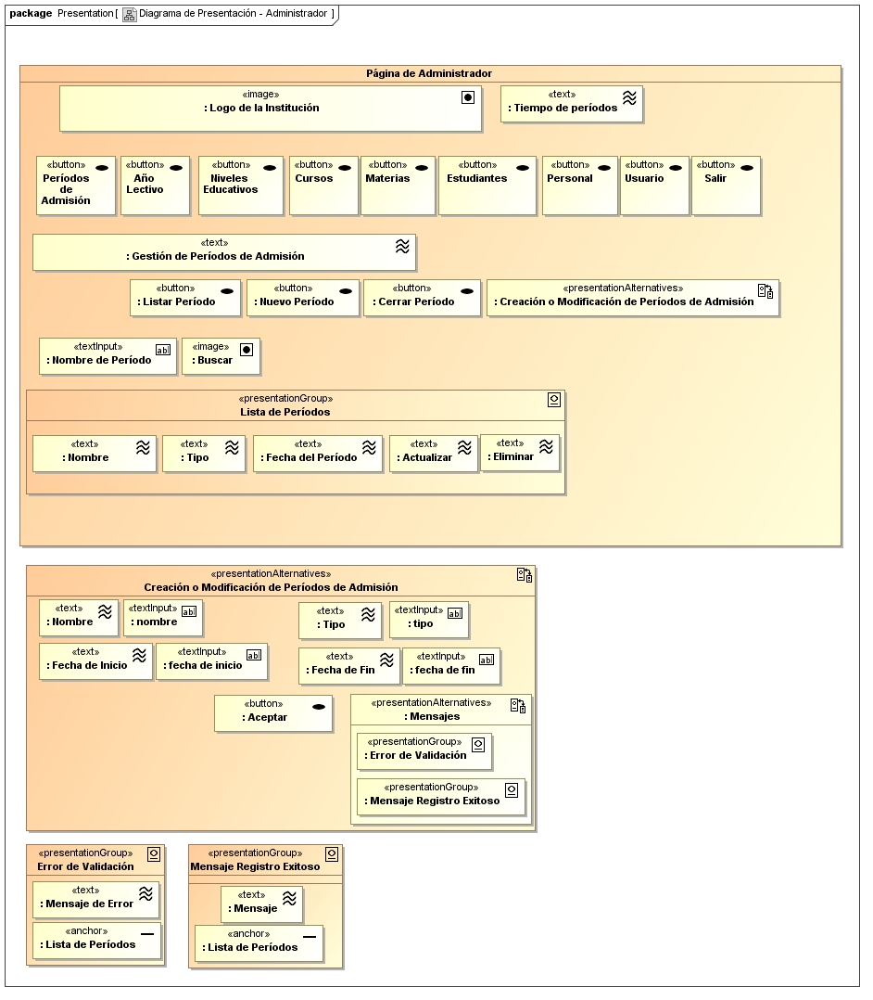 package Presentation[ Diagrama de Presentación - Administrador ]
Página de Administrador
«image»
: Logo de la Institución
«text»
: Tiempo de períodos
«button»
Períodos
de
Admisión
«button»
Año
Lectivo
«button»
Niveles
Educativos
«button»
Cursos
«button»
Materias
«button»
Estudiantes
«button»
Personal
«button»
Usuario
«button»
Salir
«text»
: Gestión de Períodos de Admisión
«button»
: Listar Período
«button»
: Nuevo Período
«button»
: Cerrar Período
«presentationAlternatives»
: Creación o Modificación de Períodos de Admisión
«textInput»
: Nombre de Período
«image»
: Buscar
«presentationGroup»
Lista de Períodos
«text»
: Nombre
«text»
: Tipo
«text»
: Fecha del Período
«text»
: Actualizar
«text»
: Eliminar
«presentationAlternatives»
Creación o Modificación de Períodos de Admisión
«text»
: Nombre
«textInput»
: nombre
«text»
: Tipo
«textInput»
: tipo
«text»
: Fecha de Inicio
«textInput»
: fecha de inicio
«text»
: Fecha de Fin
«textInput»
: fecha de fin
«button»
: Aceptar
«presentationAlternatives»
: Mensajes
«presentationGroup»
: Error de Validación
«presentationGroup»
: Mensaje Registro Exitoso
«presentationGroup»
Error de Validación
«text»
: Mensaje de Error
«anchor»
: Lista de Períodos
«presentationGroup»
Mensaje Registro Exitoso
«text»
: Mensaje
«anchor»
: Lista de Períodos